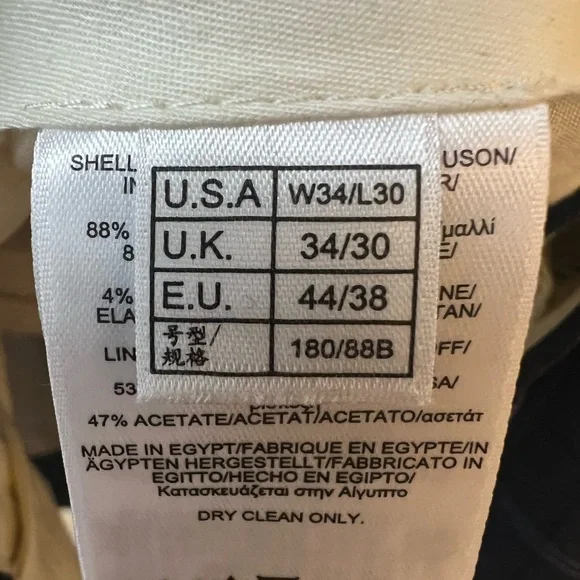 SHELL USON/
U.S.A W34/L30
U.K. 34/30
E.U. 44/38
号型/规格 180/88B
88% μαλλί
4% NE/
ELA TAN/
LIN OFF/
53 SA/
47% ACETATE/ACETAT/ACETATO/ασετάτ
MADE IN EGYPT/FABRIQUE EN EGYPTE/IN
ÄGYPTEN HERGESTELLT/FABBRICATO IN
EGITTO/HECHO EN EGIPTO/
Κατασκευάζεται στην Αίγυπτο
DRY CLEAN ONLY.